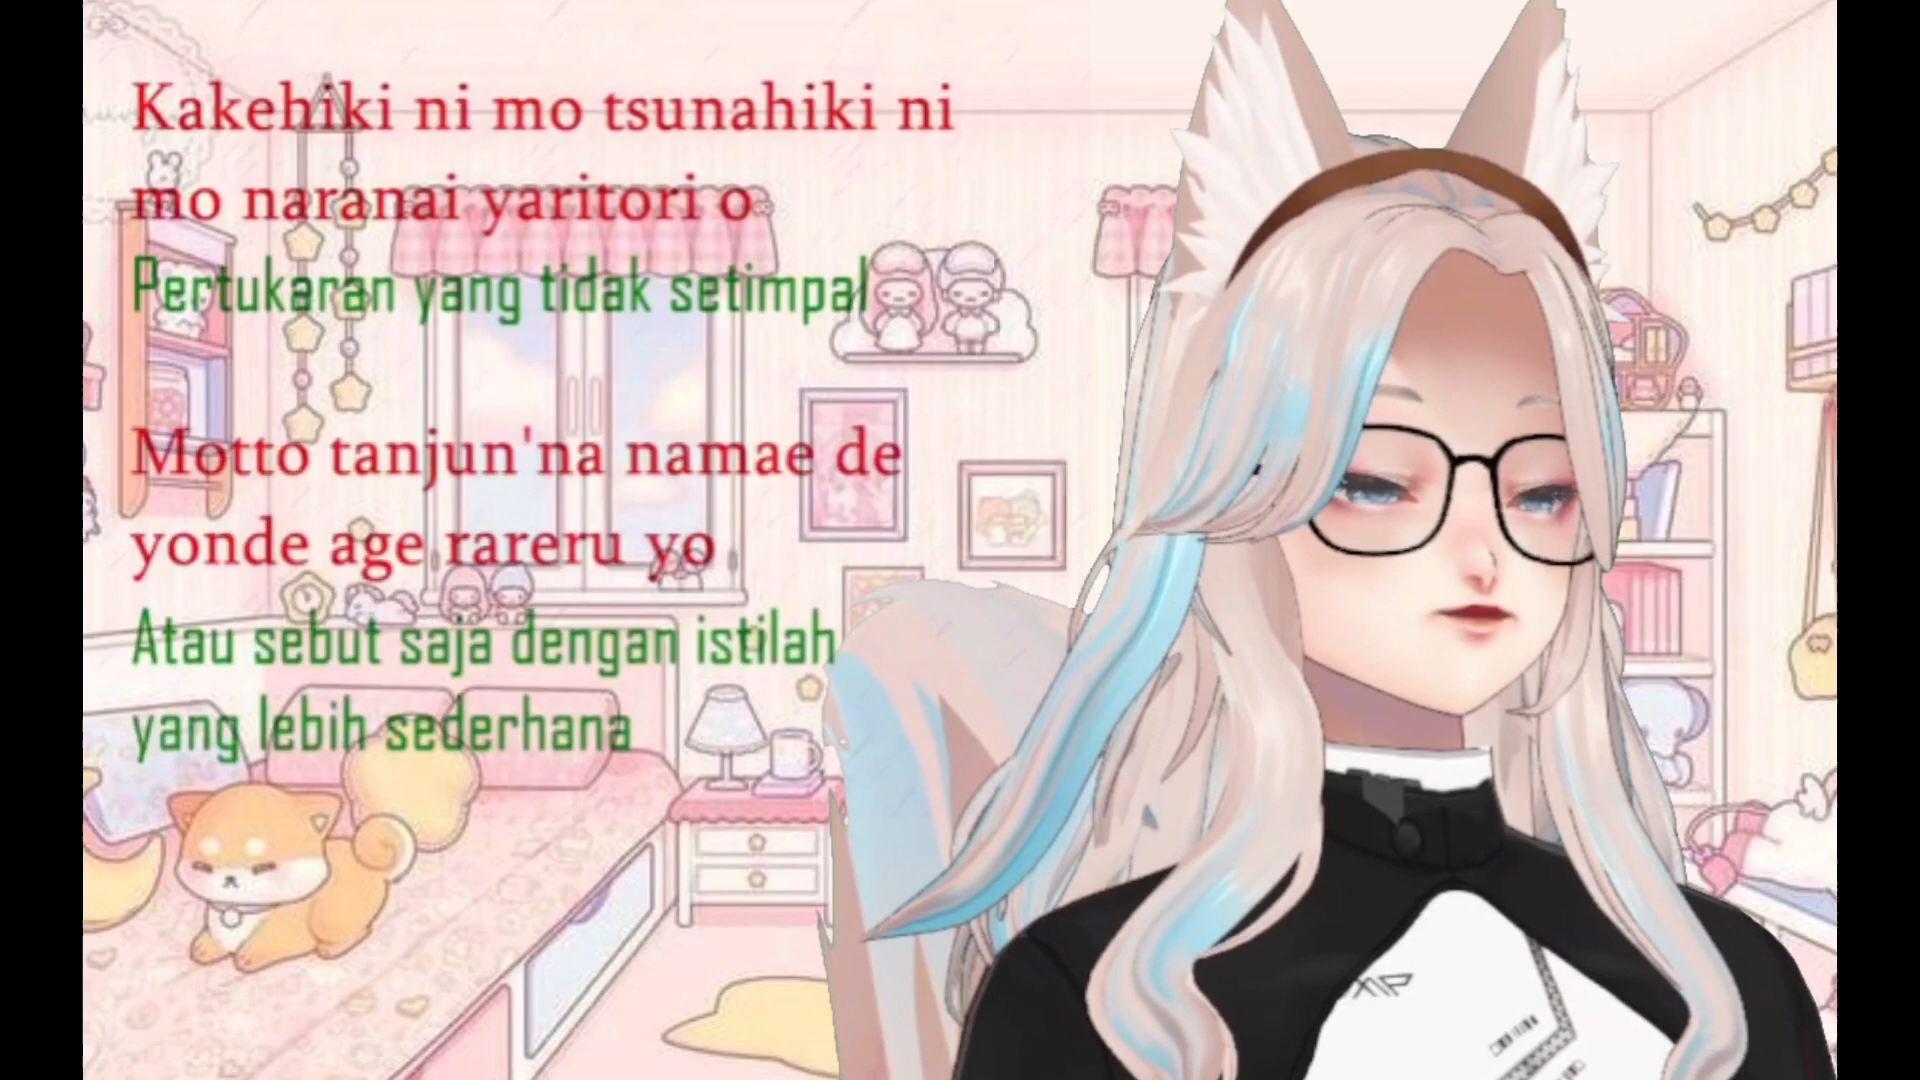 Kakehiki ni mo tsunahiki ni
mo naranai yaritori o
Pertukaran yang tidak setimpal
Motto tanjun'na namae de
yonde age rareru yo
Atau sebut saja dengan istilah
yang lebih sederhana